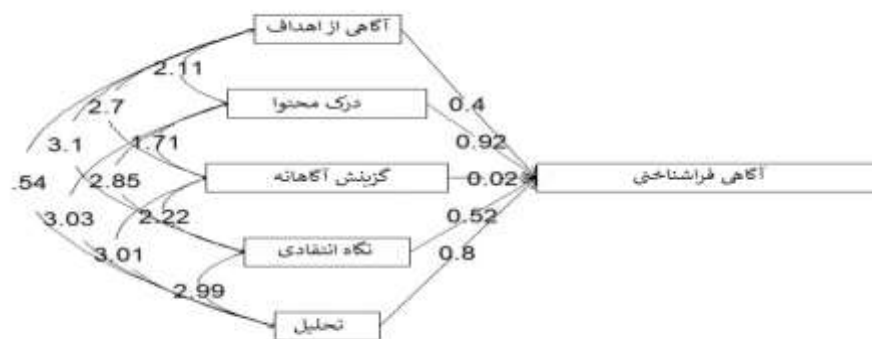 آگاهی از اهداف
2.11
0.4
درک محتوا
2.7
0.92
3.1
1.71
گزینش آگاهانه
0.02
آگاهی فراشناختی
.54
2.85
2.22
0.52
3.03
نگاه انتقادی
3.01
0.8
2.99
تحلیل